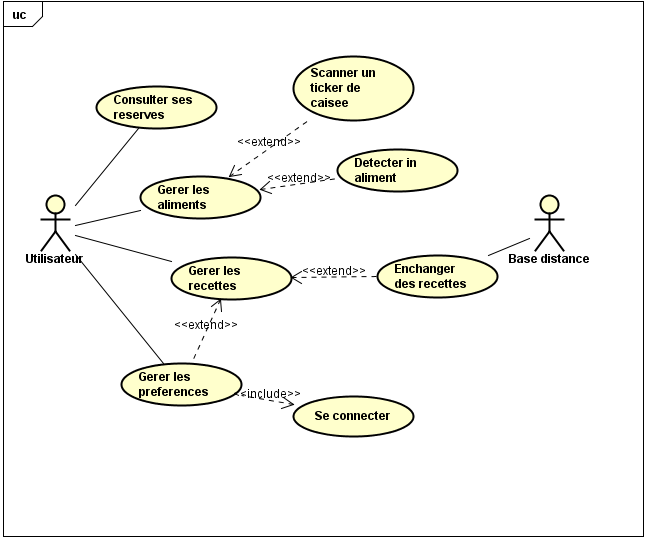 uc
Scanner un
ticker de
caisee
Consulter ses
reserves
<<extend>>
Detecter in
aliment
<<extend>>
Gerer les
aliments
Utilisateur
Base distance
Gerer les
recettes
<<extend>>
Enchanger
des recettes
<<extend>>
Gerer les
preferences
<<include>>
Se connecter